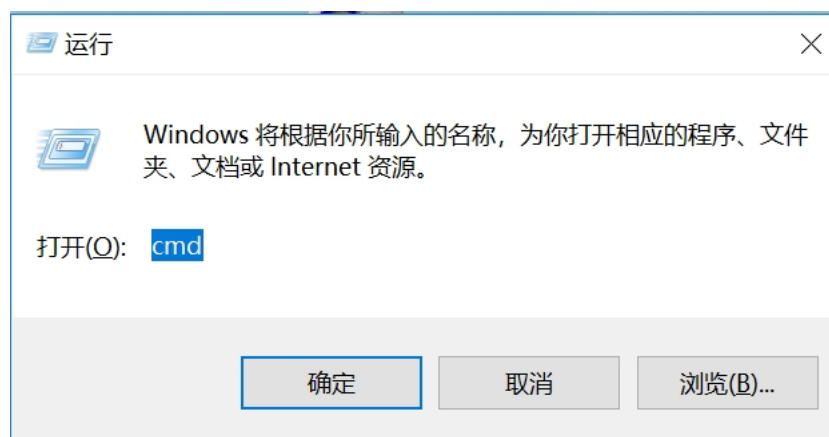 运行
Windows 将根据你所输入的名称，为你打开相应的程序、文件
夹、文档或 Internet 资源。
打开(O): cmd
确定 取消 浏览(B)...